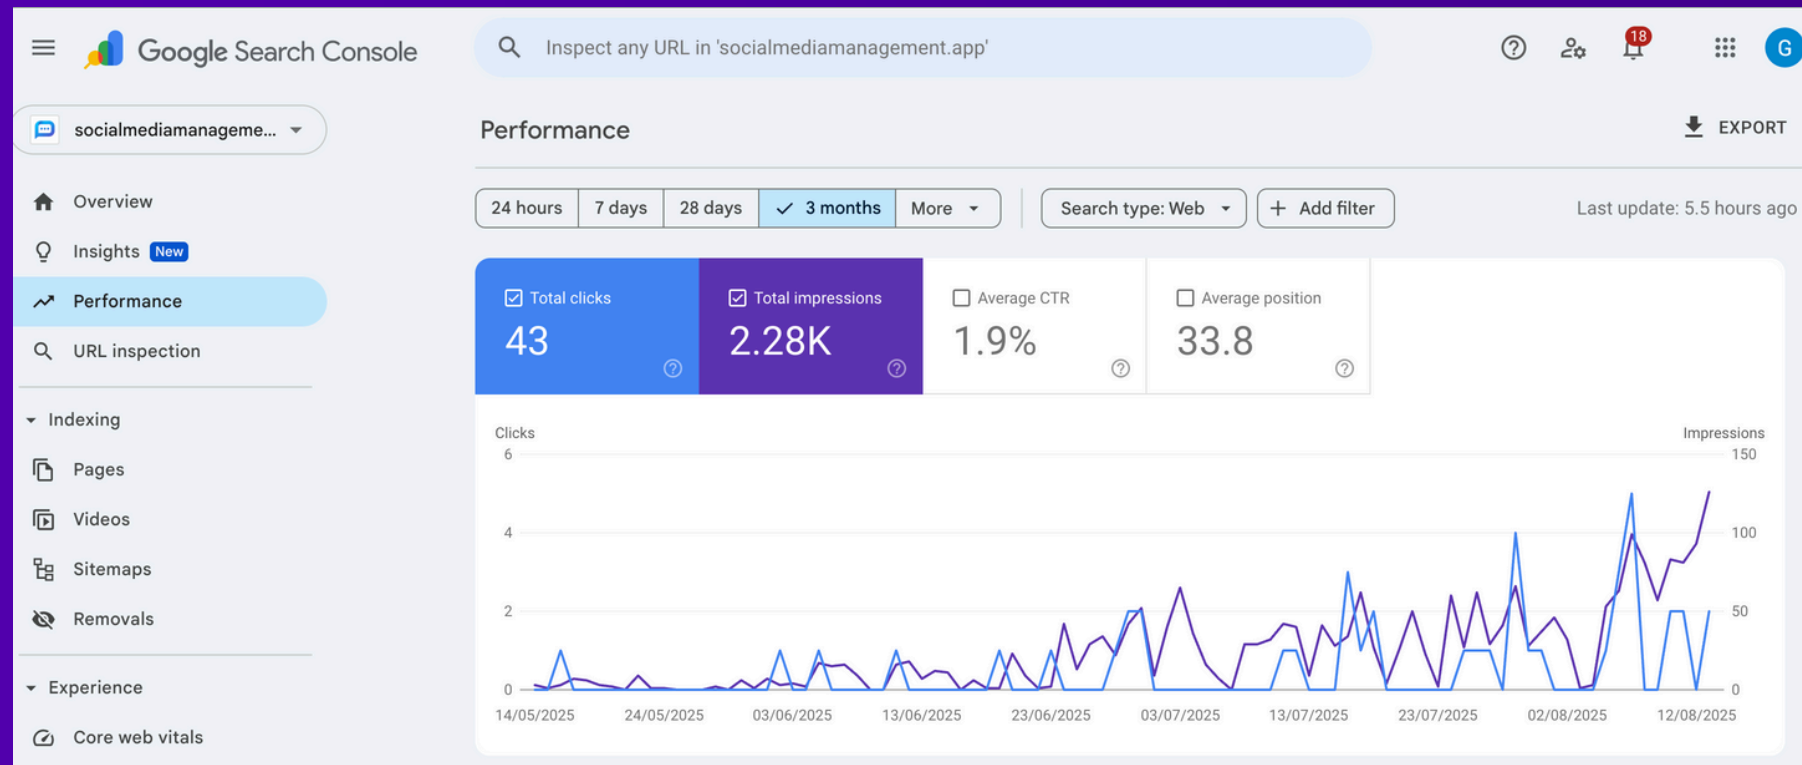 Google Search Console
Inspect any URL in 'socialmediamanagement.app'
18
G
socialmediamanageme...
Performance
EXPORT
Overview
Insights New
Performance
URL inspection
Indexing
Pages
Videos
Sitemaps
Removals
Experience
Core web vitals
24 hours 7 days 28 days 3 months More
Search type: Web
Add filter
Last update: 5.5 hours ago
Total clicks
43
Total impressions
2.28K
Average CTR
1.9%
Average position
33.8
Clicks
6
4
2
0
Impressions
150
100
50
0
14/05/2025 24/05/2025 03/06/2025 13/06/2025 23/06/2025 03/07/2025 13/07/2025 23/07/2025 02/08/2025 12/08/2025